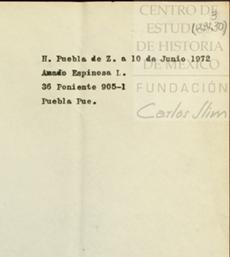 CENTRO DE
ESTUDIOS
DE HISTORIA
DE MÉXICO
FUNDACIÓN
Carlos Slim
H. Puebla de Z. a 10 de Junio 1972
Amado Espinosa L.
36 Poniente 905-1
Puebla Pue.